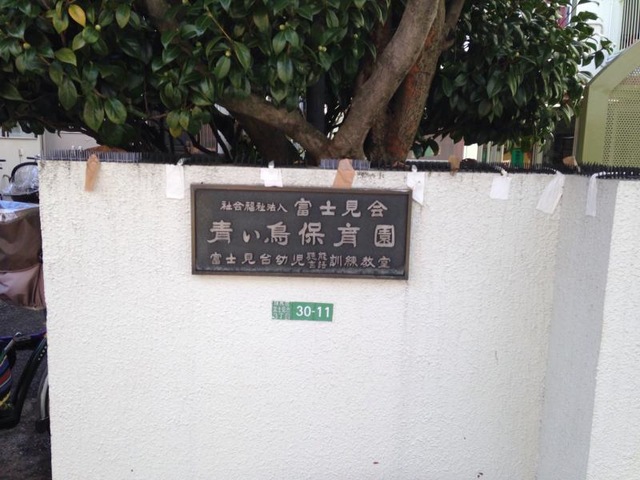 社会福祉法人 富士見会
青い鳥保育園
富士見台幼児聴能言語訓練教室
30-11